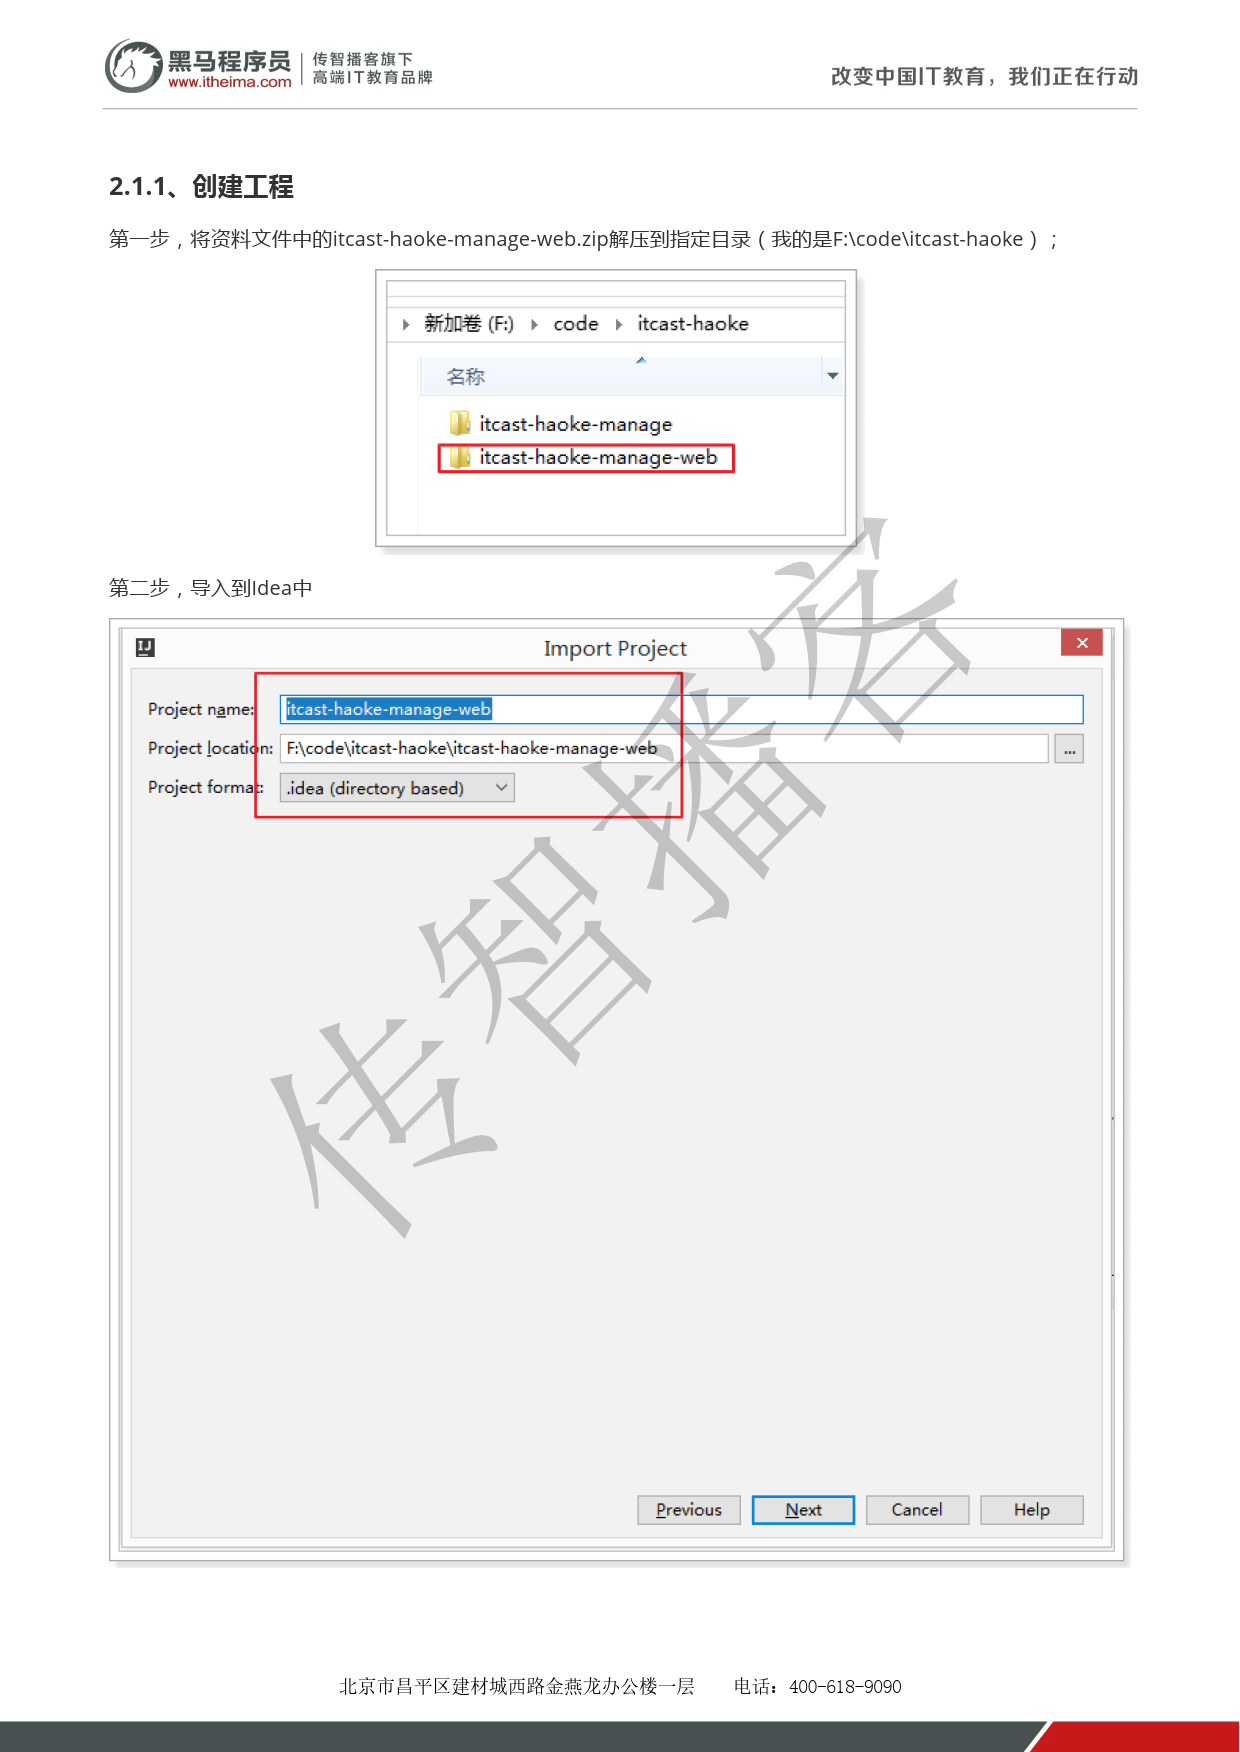 黑马程序员
www.itheima.com
传智播客旗下
高端IT教育品牌
改变中国IT教育，我们正在行动
2.1.1、创建工程
第一步，将资料文件中的itcast-haoke-manage-web.zip解压到指定目录（我的是F:\code\itcast-haoke）；
新加卷 (F:) code itcast-haoke
名称
itcast-haoke-manage
itcast-haoke-manage-web
第二步，导入到Idea中
IJ
Import Project
Project name: itcast-haoke-manage-web
Project location: F:\code\itcast-haoke\itcast-haoke-manage-web ...
Project format: .idea (directory based)
传智播客
Previous Next Cancel Help
北京市昌平区建材城西路金燕龙办公楼一层 电话：400-618-9090